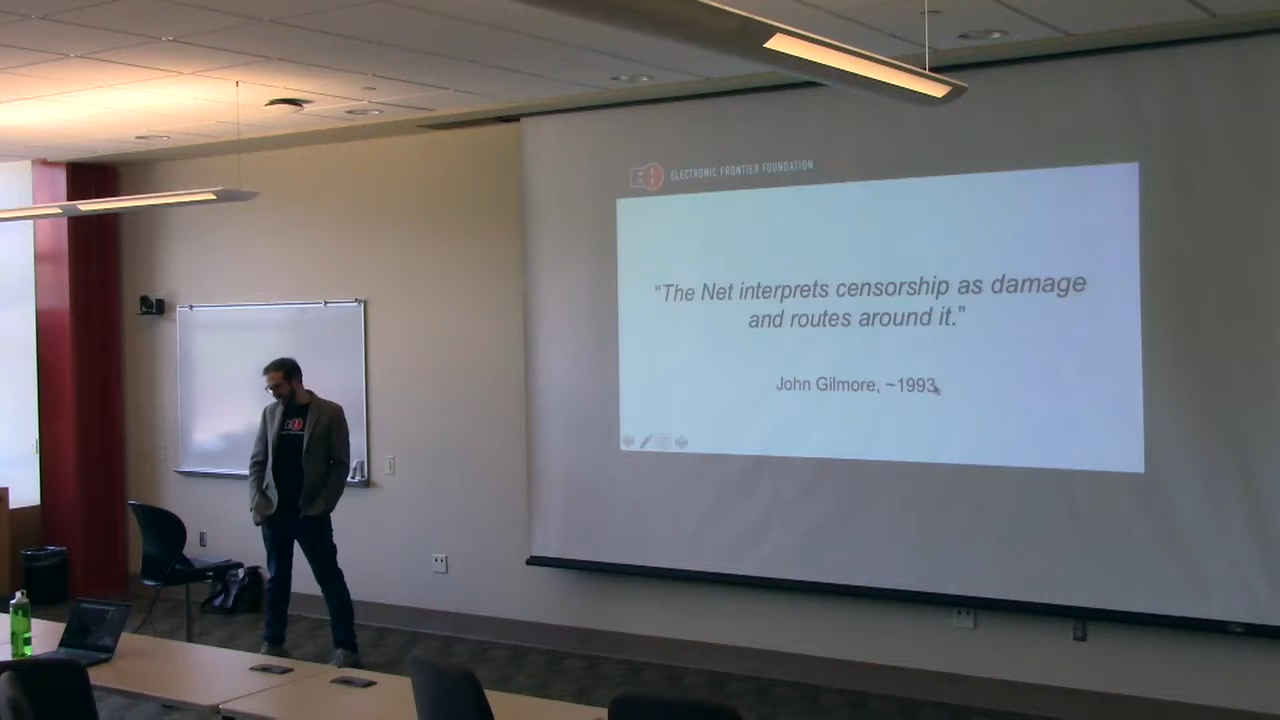 ELECTRONIC FRONTIER FOUNDATION
“The Net interprets censorship as damage
and routes around it.”
John Gilmore, ~1993